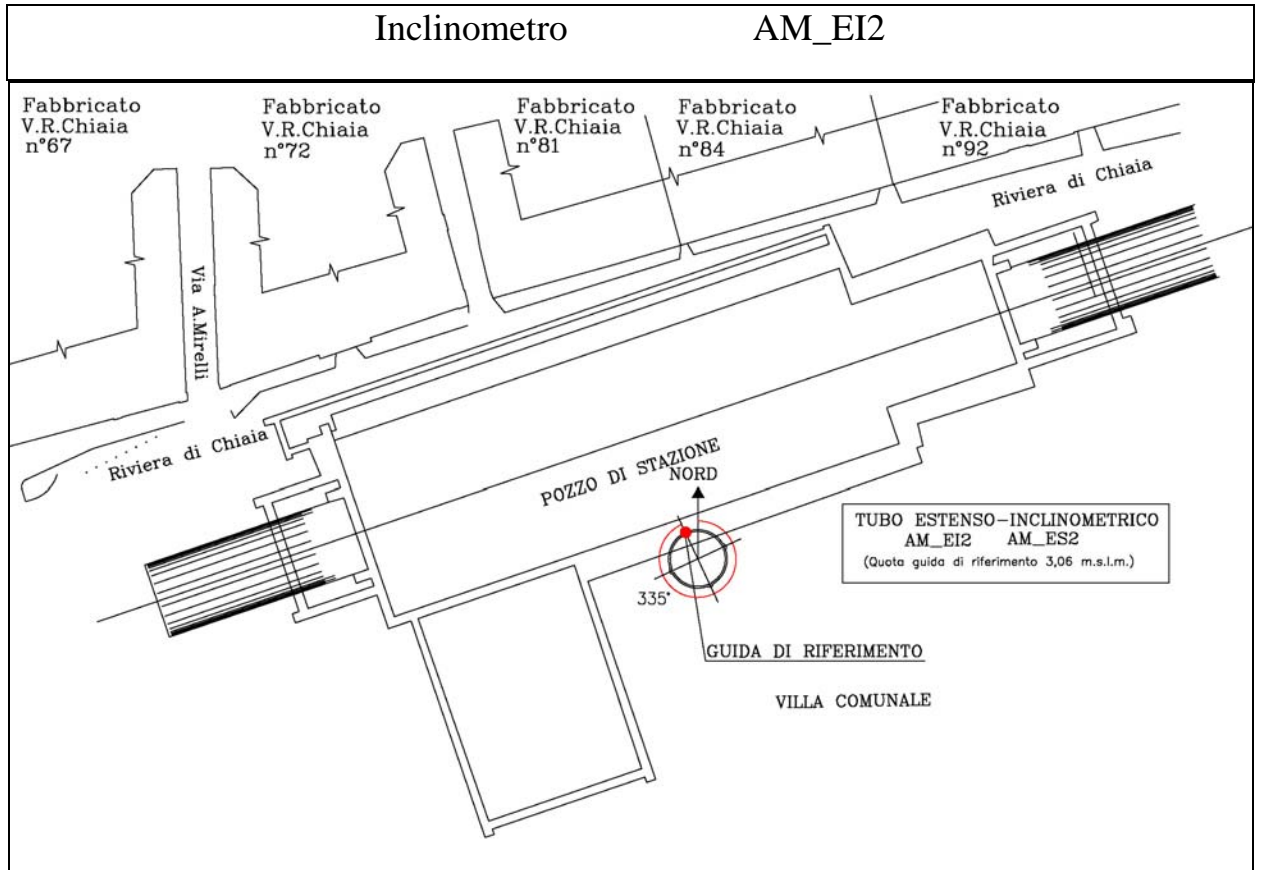 Inclinometro AM_EI2
Fabbricato
V.R.Chiaia
n°67
Fabbricato
V.R.Chiaia
n°72
Fabbricato
V.R.Chiaia
n°81
Fabbricato
V.R.Chiaia
n°84
Fabbricato
V.R.Chiaia
n°92
Riviera di Chiaia
Via A.Mirelli
Riviera di Chiaia
POZZO DI STAZIONE
NORD
TUBO ESTENSO-INCLINOMETRICO
AM_EI2 AM_ES2
(Quota guida di riferimento 3,06 m.s.l.m.)
335°
GUIDA DI RIFERIMENTO
VILLA COMUNALE